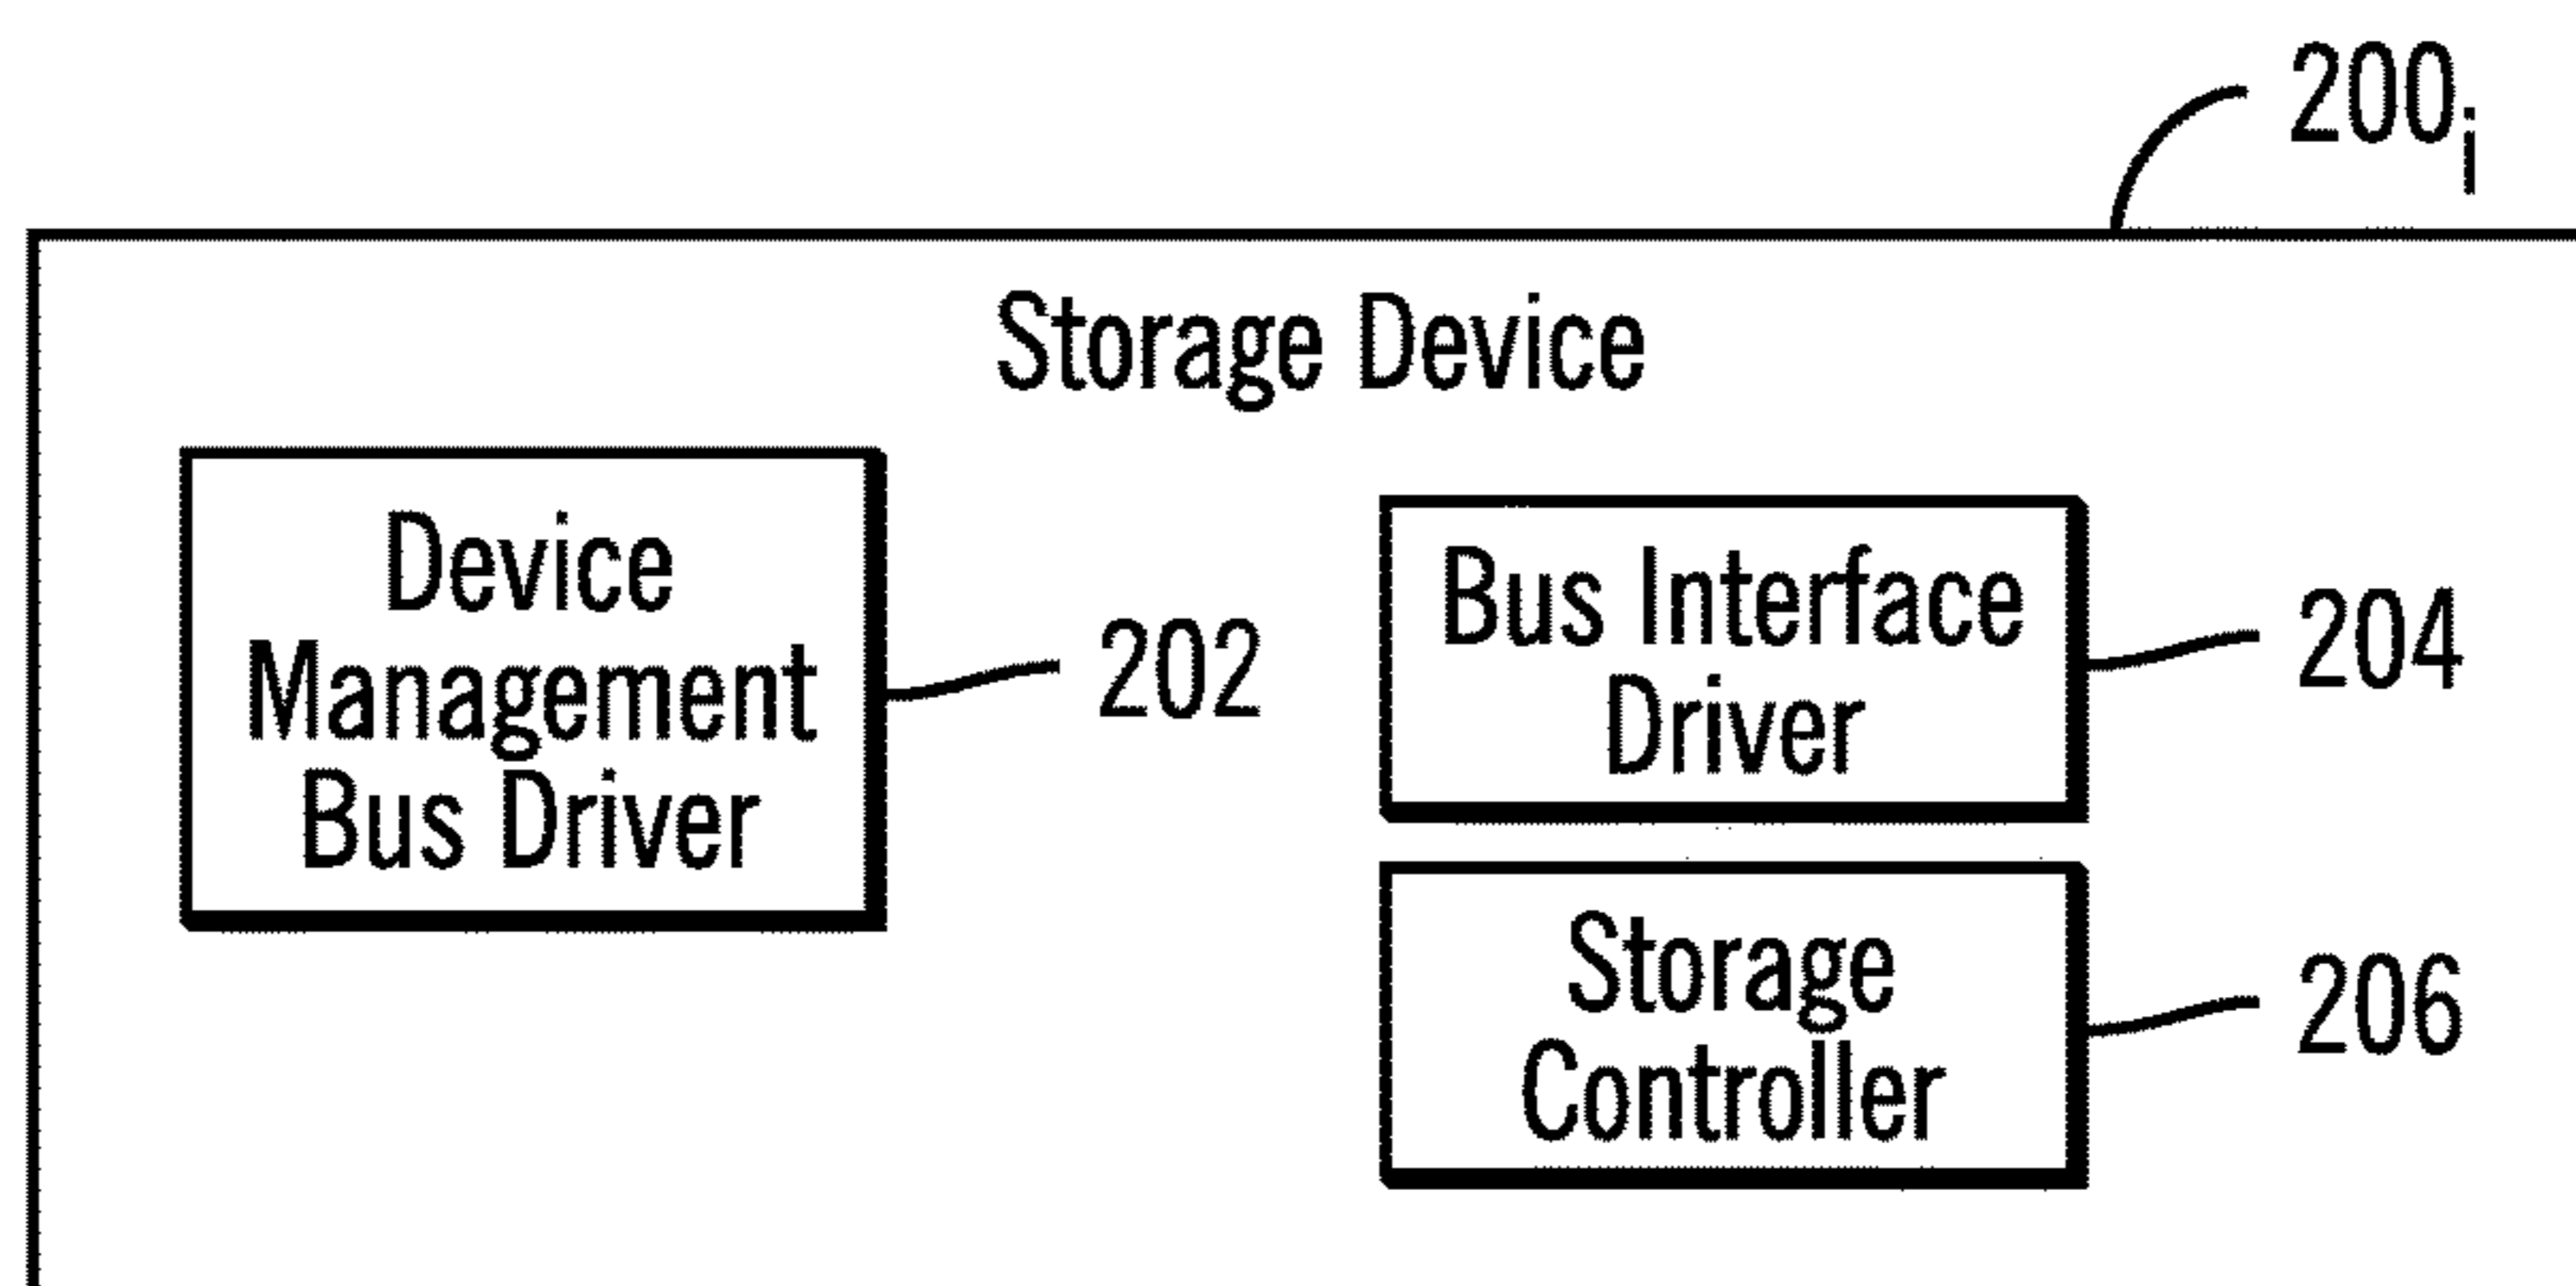 200i
Storage Device
Device
Management
Bus Driver
202
Bus Interface
Driver
204
Storage
Controller
206